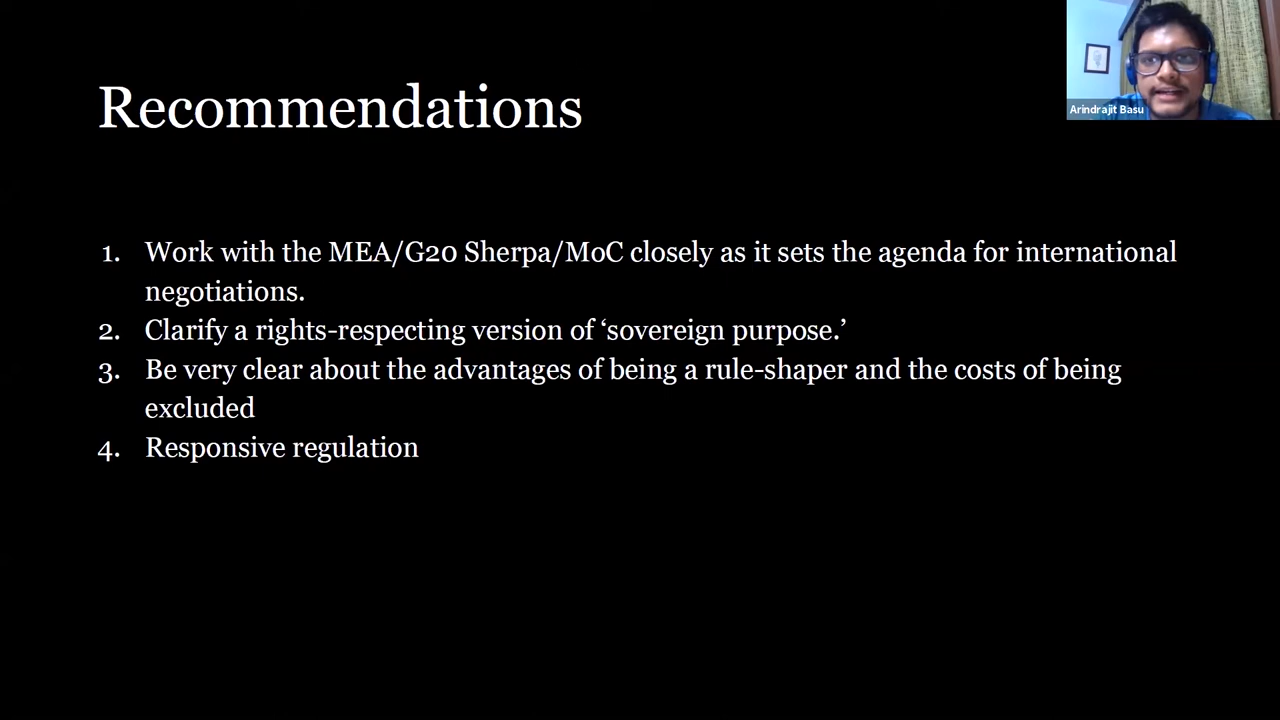 Arindrajit Basu
Recommendations
1. Work with the MEA/G20 Sherpa/MoC closely as it sets the agenda for international
negotiations.
2. Clarify a rights-respecting version of ‘sovereign purpose.’
3. Be very clear about the advantages of being a rule-shaper and the costs of being
excluded
4. Responsive regulation